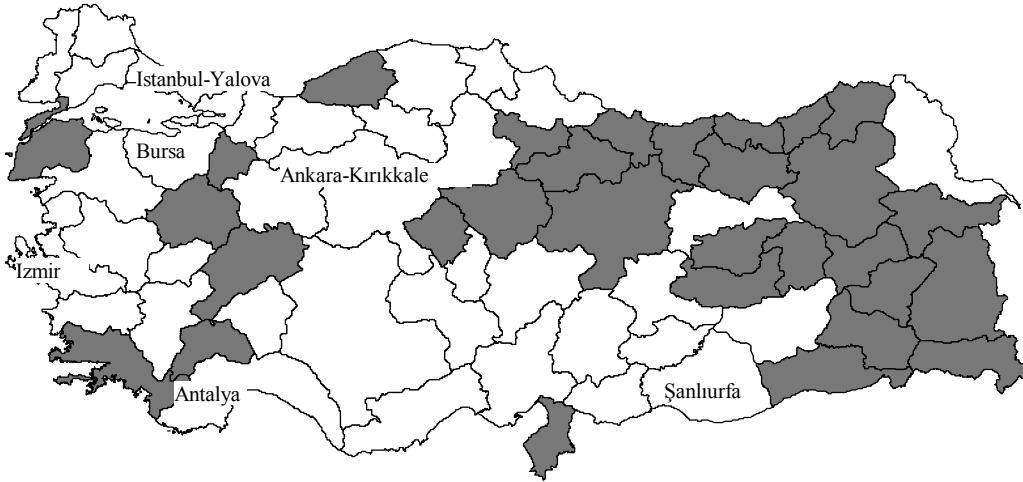 Istanbul-Yalova
Bursa
Ankara-Kırıkkale
Izmir
Antalya
Şanlıurfa